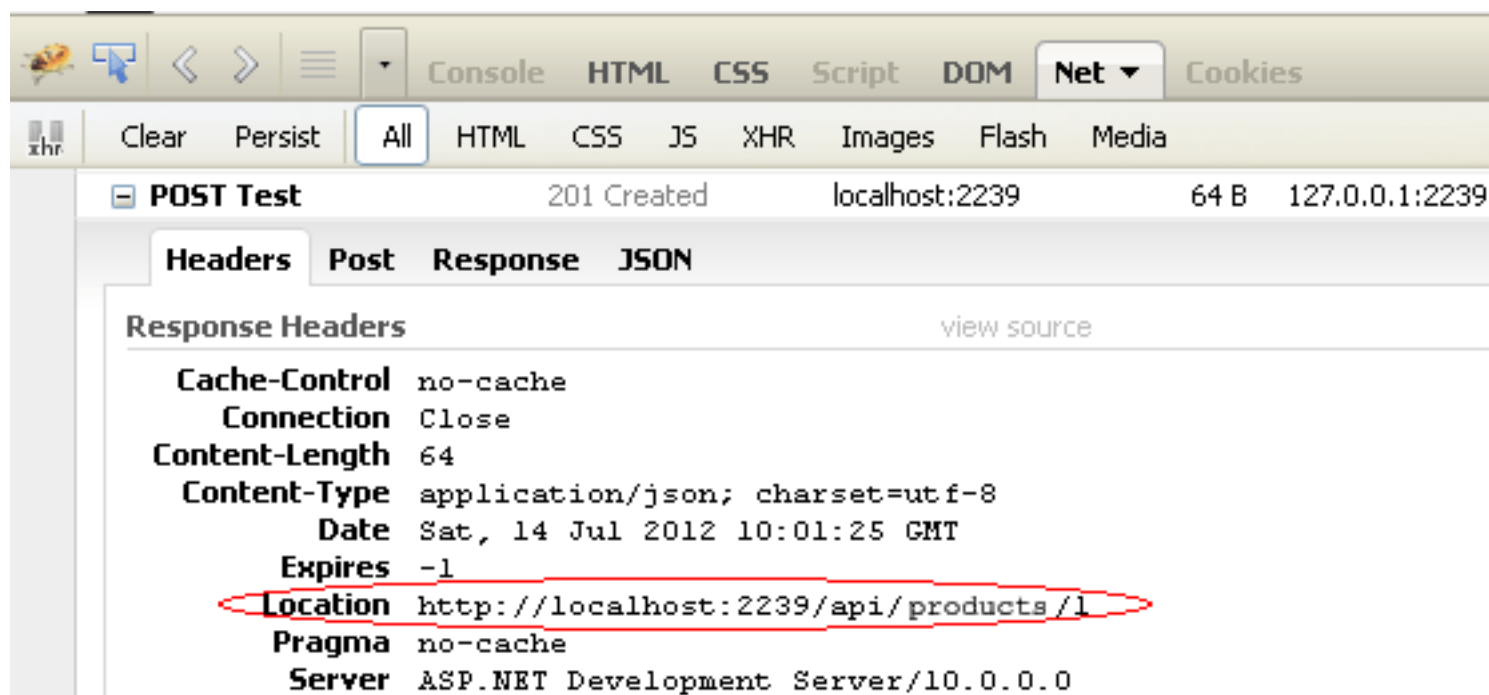 Console HTML CSS Script DOM Net Cookies
xhr Clear Persist All HTML CSS JS XHR Images Flash Media
POST Test 201 Created localhost:2239 64 B 127.0.0.1:2239
Headers Post Response JSON
Response Headers view source
Cache-Control no-cache
Connection Close
Content-Length 64
Content-Type application/json; charset=utf-8
Date Sat, 14 Jul 2012 10:01:25 GMT
Expires -1
Location http://localhost:2239/api/products/1
Pragma no-cache
Server ASP.NET Development Server/10.0.0.0